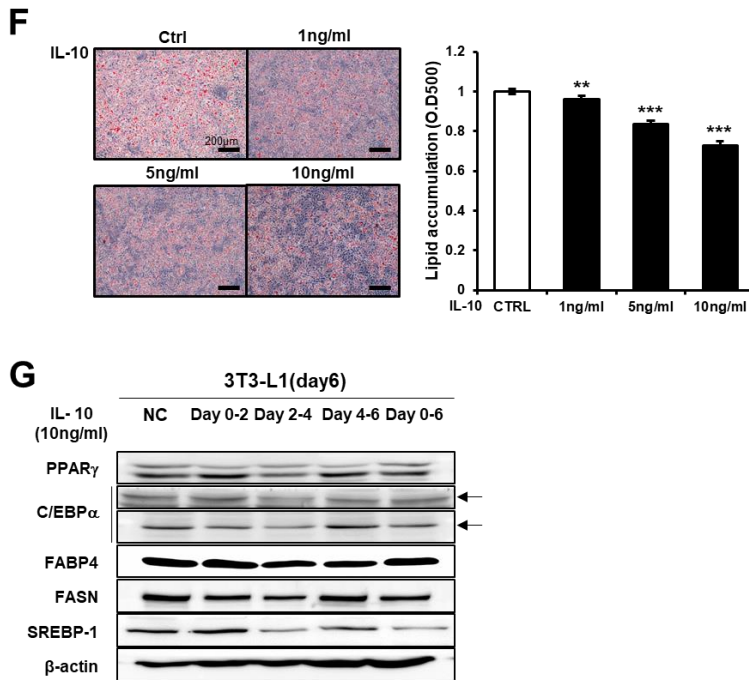 F
Ctrl 1ng/ml
IL-10
200μm
5ng/ml 10ng/ml
Lipid accumulation (O.D500)
1.2
1
0.8
0.6
0.4
0.2
0
** *** ***
IL-10 CTRL 1ng/ml 5ng/ml 10ng/ml
G
3T3-L1(day6)
IL- 10
(10ng/ml)
NC Day 0-2 Day 2-4 Day 4-6 Day 0-6
PPARγ
C/EBPα
FABP4
FASN
SREBP-1
β-actin